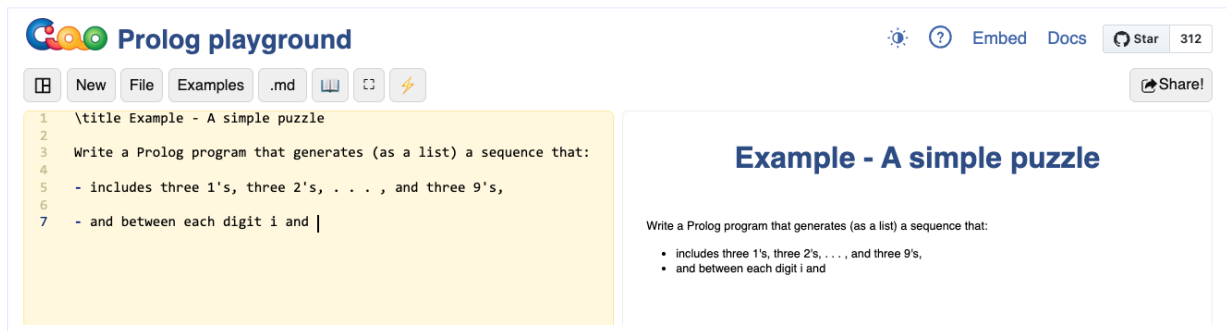 Ciao Prolog playground
Embed Docs Star 312
New File Examples .md Share!
1 \title Example - A simple puzzle
2
3 Write a Prolog program that generates (as a list) a sequence that:
4
5 - includes three 1's, three 2's, . . . , and three 9's,
6
7 - and between each digit i and
Example - A simple puzzle
Write a Prolog program that generates (as a list) a sequence that:
• includes three 1's, three 2's, . . . , and three 9's,
• and between each digit i and